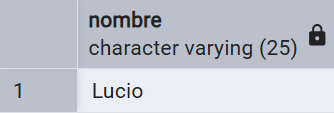 nombre
character varying (25)
1 Lucio